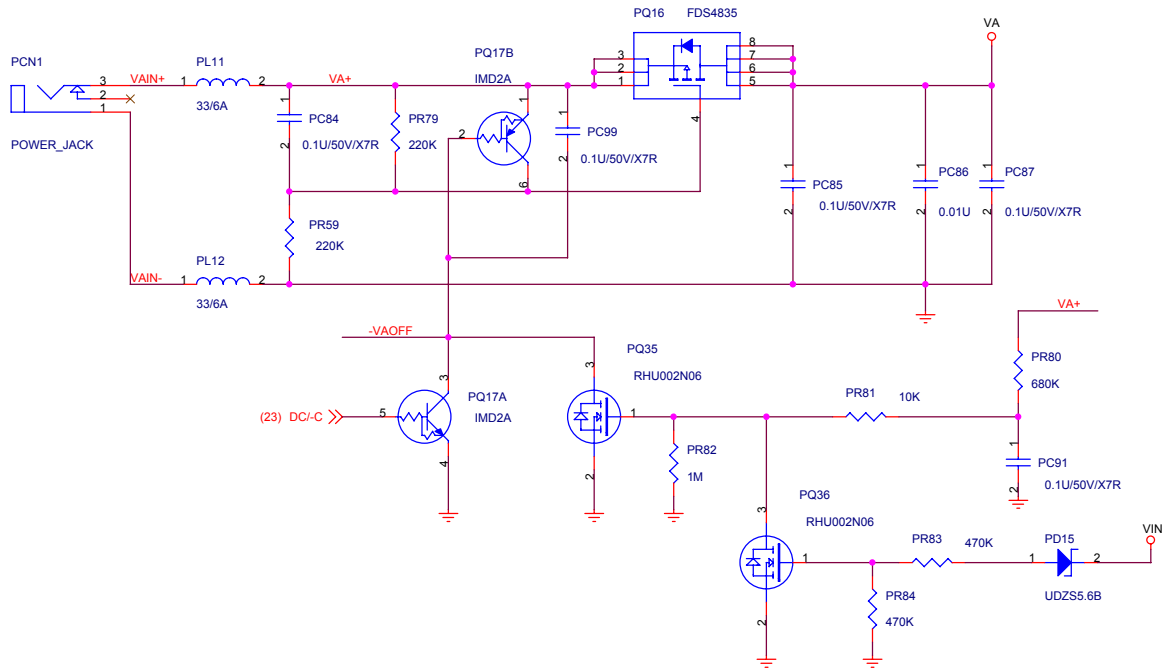 PQ16 FDS4835
VA
PCN1
PL11
PQ17B
IMD2A
8
7
6
5
3
2
1
4
3
2
1
VAIN+
1
2
33/6A
VA+
POWER_JACK
1
2
PC84
0.1U/50V/X7R
PR79
220K
2
1
6
1
2
PC99
0.1U/50V/X7R
1
2
PC85
0.1U/50V/X7R
1
2
PC86
0.01U
1
2
PC87
0.1U/50V/X7R
PR59
220K
PL12
VAIN-
1
2
33/6A
-VAOFF
VA+
PQ35
RHU002N06
PR80
680K
3
PQ17A
IMD2A
(23) DC/-C
5
4
3
1
2
PR81
10K
PR82
1M
1
2
PC91
0.1U/50V/X7R
PQ36
RHU002N06
3
1
2
PR83
470K
PD15
1
2
UDZS5.6B
VIN
PR84
470K